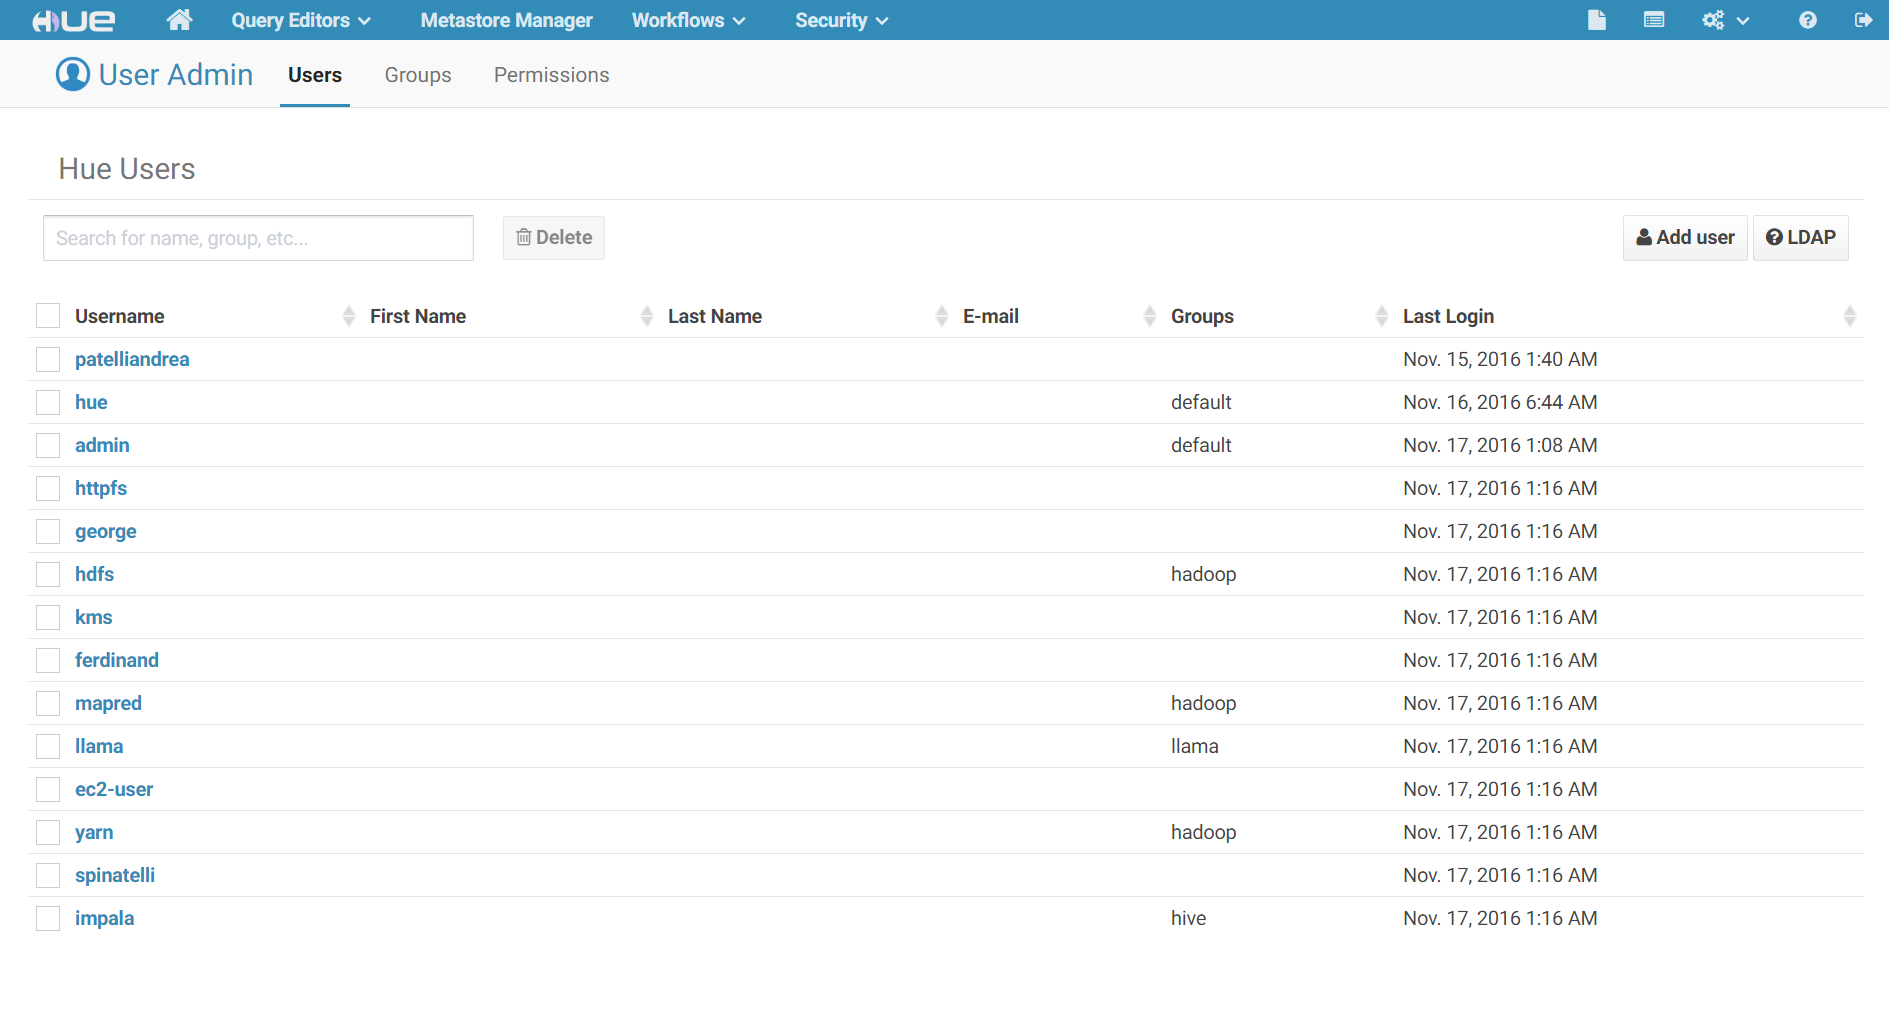 HUE Query Editors Metastore Manager Workflows Security
User Admin Users Groups Permissions
Hue Users
Search for name, group, etc... Delete Add user LDAP
Username First Name Last Name E-mail Groups Last Login
patelliandrea Nov. 15, 2016 1:40 AM
hue default Nov. 16, 2016 6:44 AM
admin default Nov. 17, 2016 1:08 AM
httpfs Nov. 17, 2016 1:16 AM
george Nov. 17, 2016 1:16 AM
hdfs hadoop Nov. 17, 2016 1:16 AM
kms Nov. 17, 2016 1:16 AM
ferdinand Nov. 17, 2016 1:16 AM
mapred hadoop Nov. 17, 2016 1:16 AM
llama llama Nov. 17, 2016 1:16 AM
ec2-user Nov. 17, 2016 1:16 AM
yarn hadoop Nov. 17, 2016 1:16 AM
spinatelli Nov. 17, 2016 1:16 AM
impala hive Nov. 17, 2016 1:16 AM